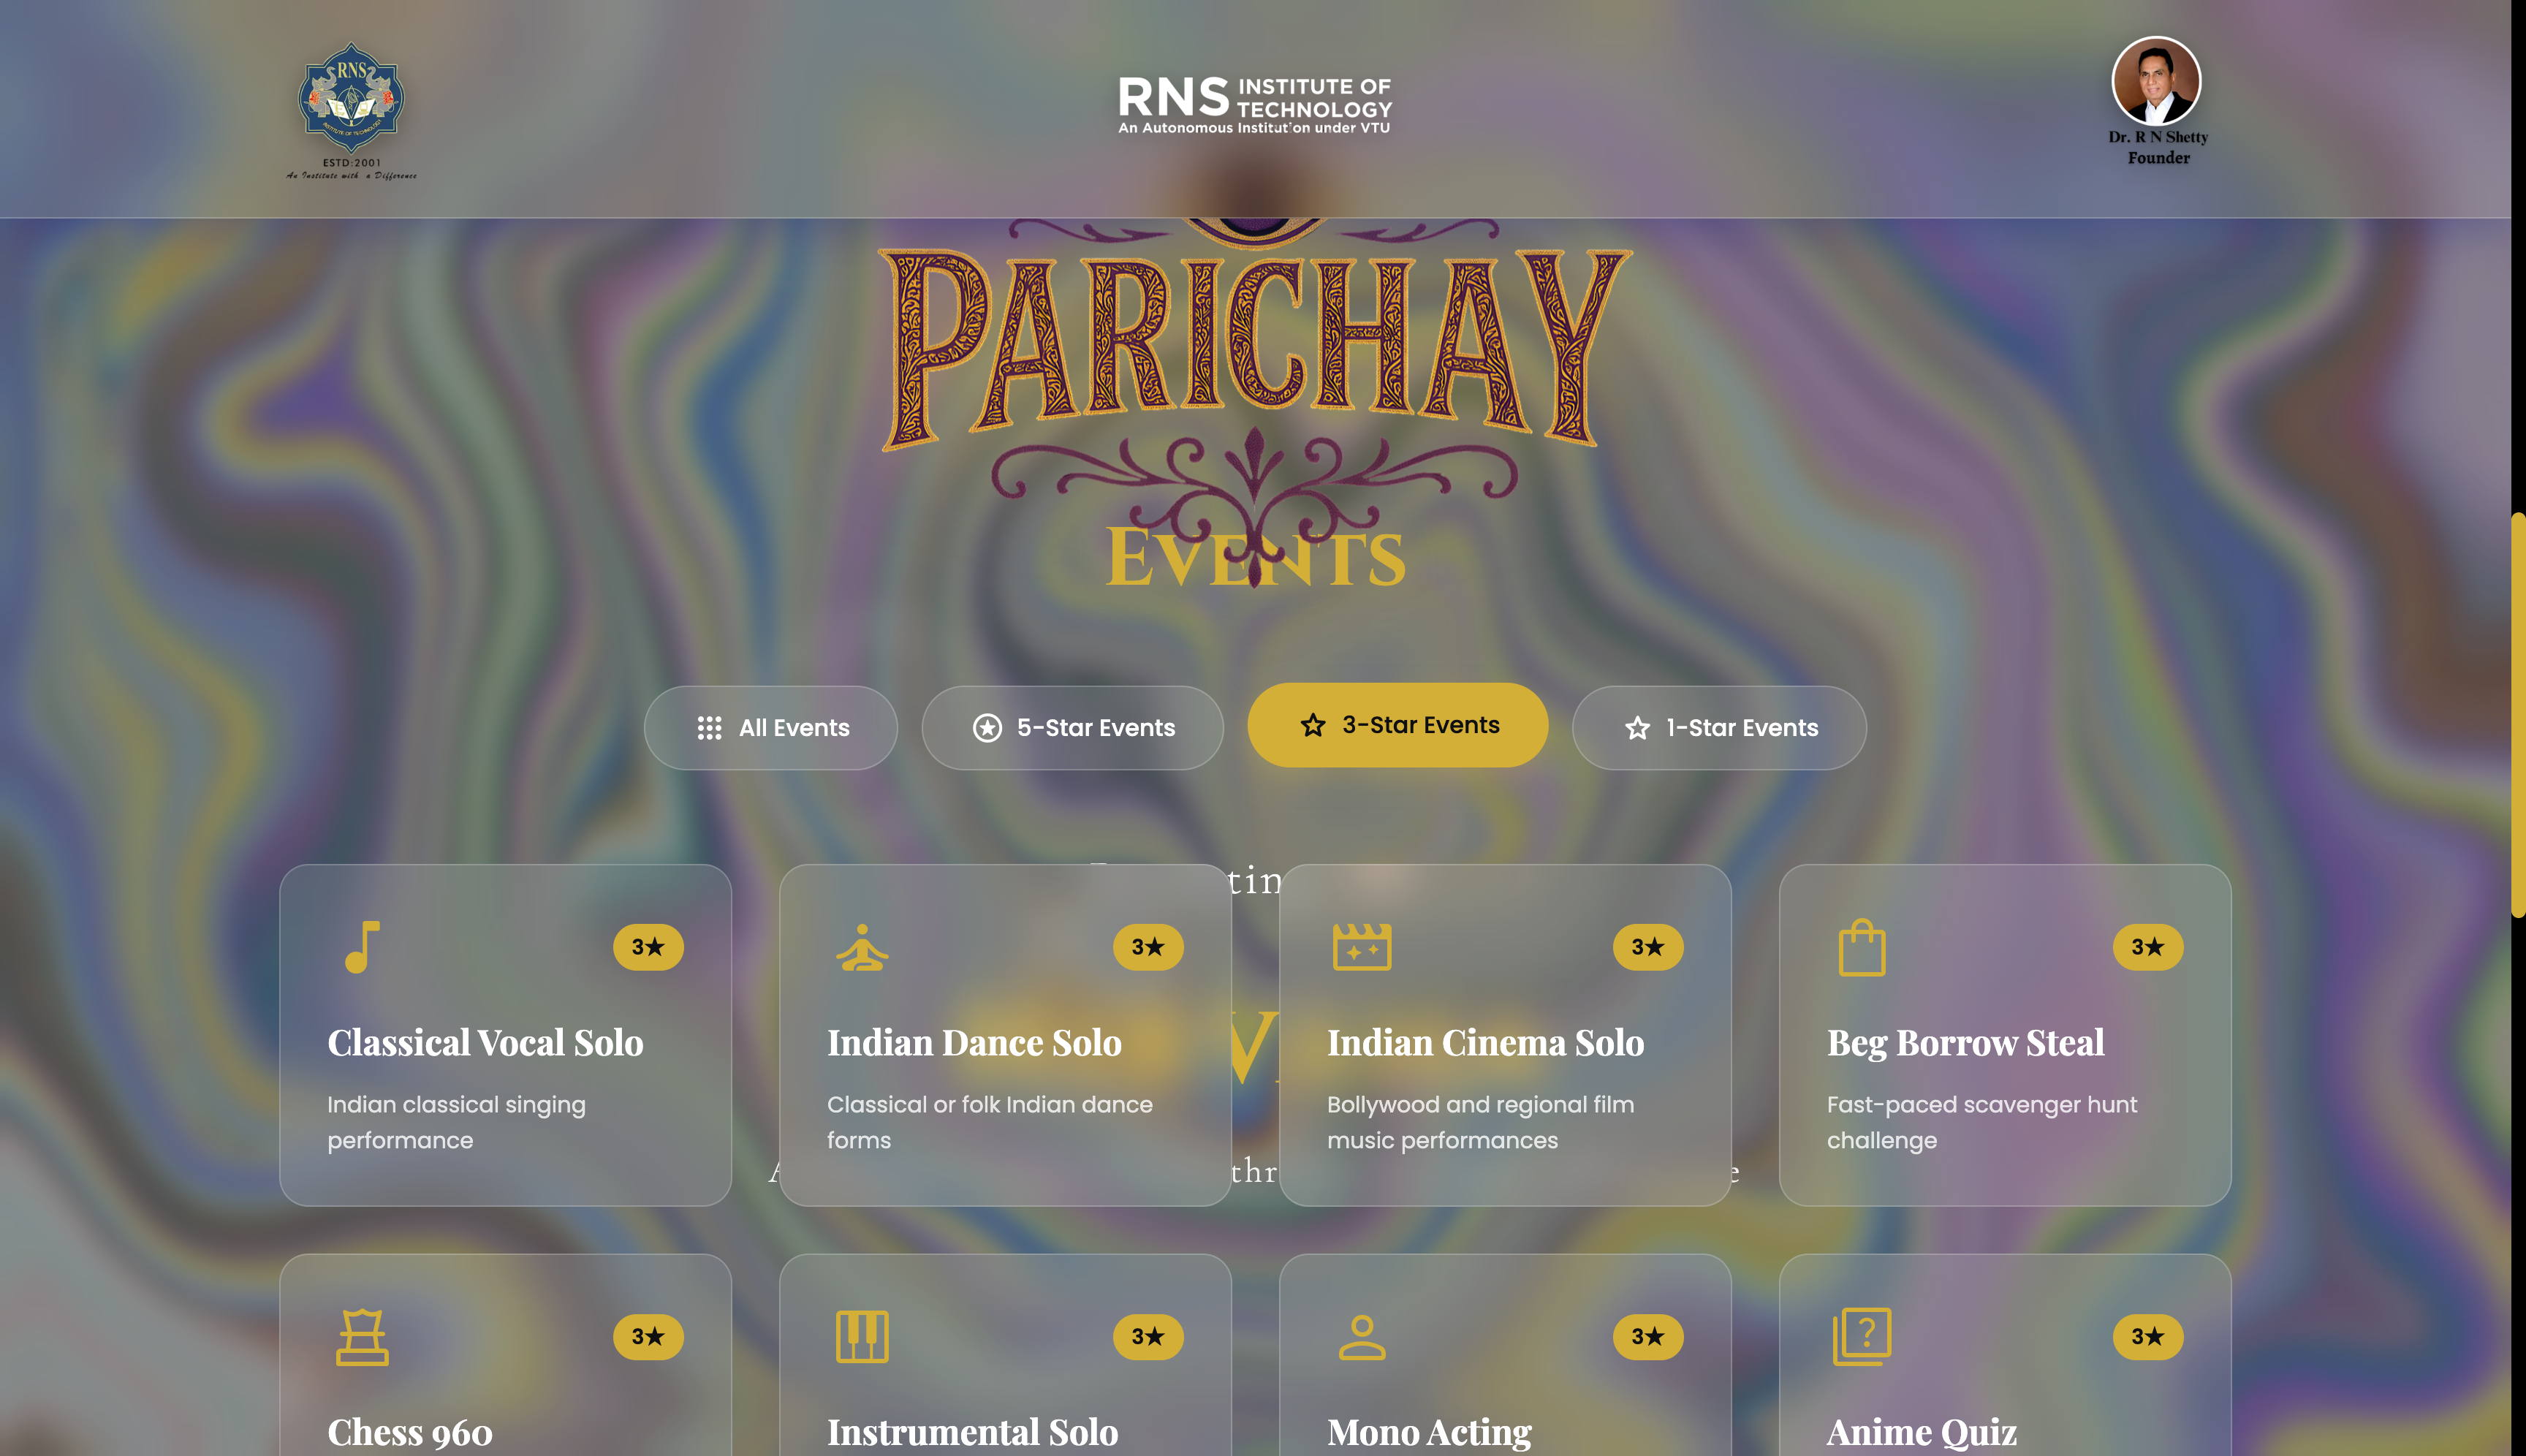 RNS
INSTITUTE OF TECHNOLOGY
ESTD:2001
An Institute with a Difference
RNS INSTITUTE OF
TECHNOLOGY
An Autonomous Institution under VTU
Dr. R N Shetty
Founder
PARICHAY
EVENTS
All Events
5-Star Events
3-Star Events
1-Star Events
3★
3★
3★
3★
Classical Vocal Solo
Indian classical singing
performance
Indian Dance Solo
Classical or folk Indian dance
forms
Indian Cinema Solo
Bollywood and regional film
music performances
Beg Borrow Steal
Fast-paced scavenger hunt
challenge
3★
3★
3★
3★
Chess 960
Instrumental Solo
Mono Acting
Anime Quiz